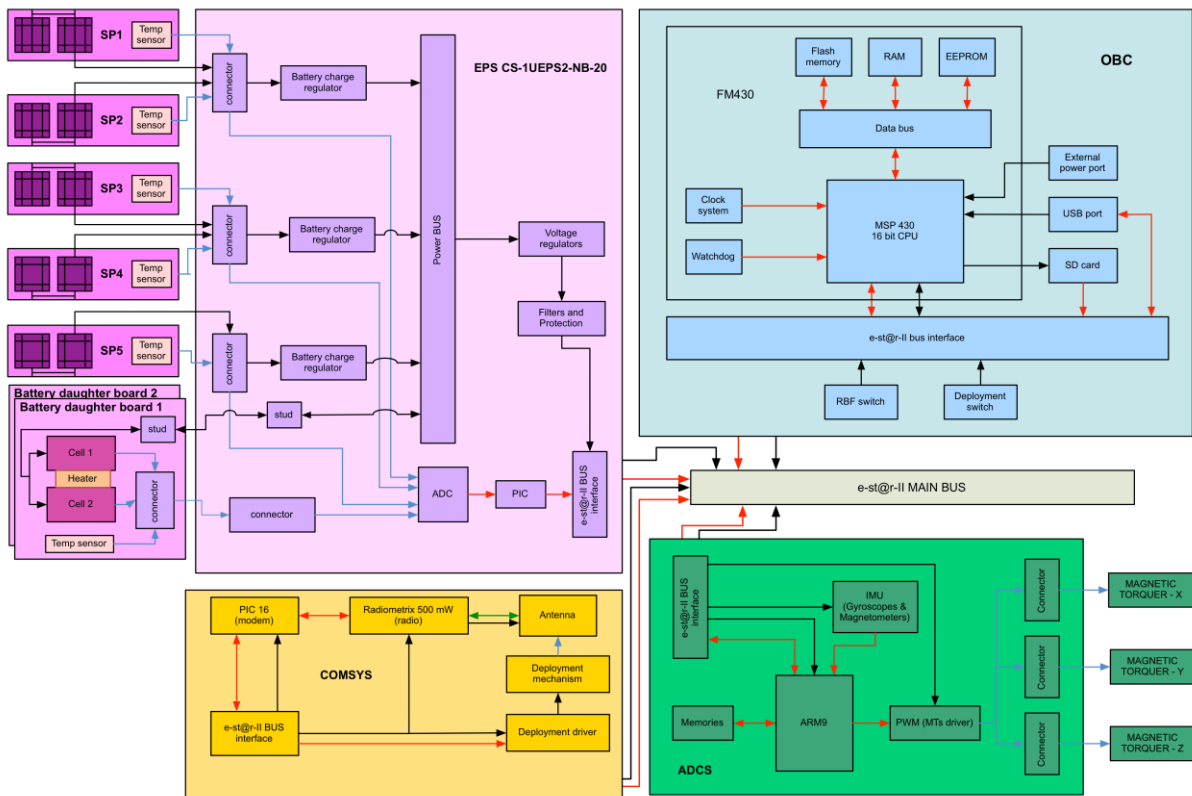 SP1
Temp
sensor
SP2
Temp
sensor
SP3
Temp
sensor
SP4
Temp
sensor
SP5
Temp
sensor
Battery daughter board 2
Battery daughter board 1
stud
Cell 1
Heater
Cell 2
connector
Temp sensor
EPS CS-1UEPS2-NB-20
connector
Battery charge
regulator
connector
Battery charge
regulator
connector
Battery charge
regulator
stud
Power BUS
Voltage
regulators
Filters and
Protection
connector
ADC
PIC
e-st@r-II BUS
interface
OBC
FM430
Flash
memory
RAM
EEPROM
Data bus
Clock
system
Watchdog
MSP 430
16 bit CPU
External
power port
USB port
SD card
e-st@r-II bus interface
RBF switch
Deployment
switch
e-st@r-II MAIN BUS
COMSYS
PIC 16
(modem)
Radiometrix 500 mW
(radio)
Antenna
Deployment
mechanism
e-st@r-II BUS
interface
Deployment driver
ADCS
e-st@r-II BUS
interface
IMU
(Gyroscopes &
Magnetometers)
Memories
ARM9
PWM (MTs driver)
Connector
Connector
Connector
MAGNETIC
TORQUER - X
MAGNETIC
TORQUER - Y
MAGNETIC
TORQUER - Z